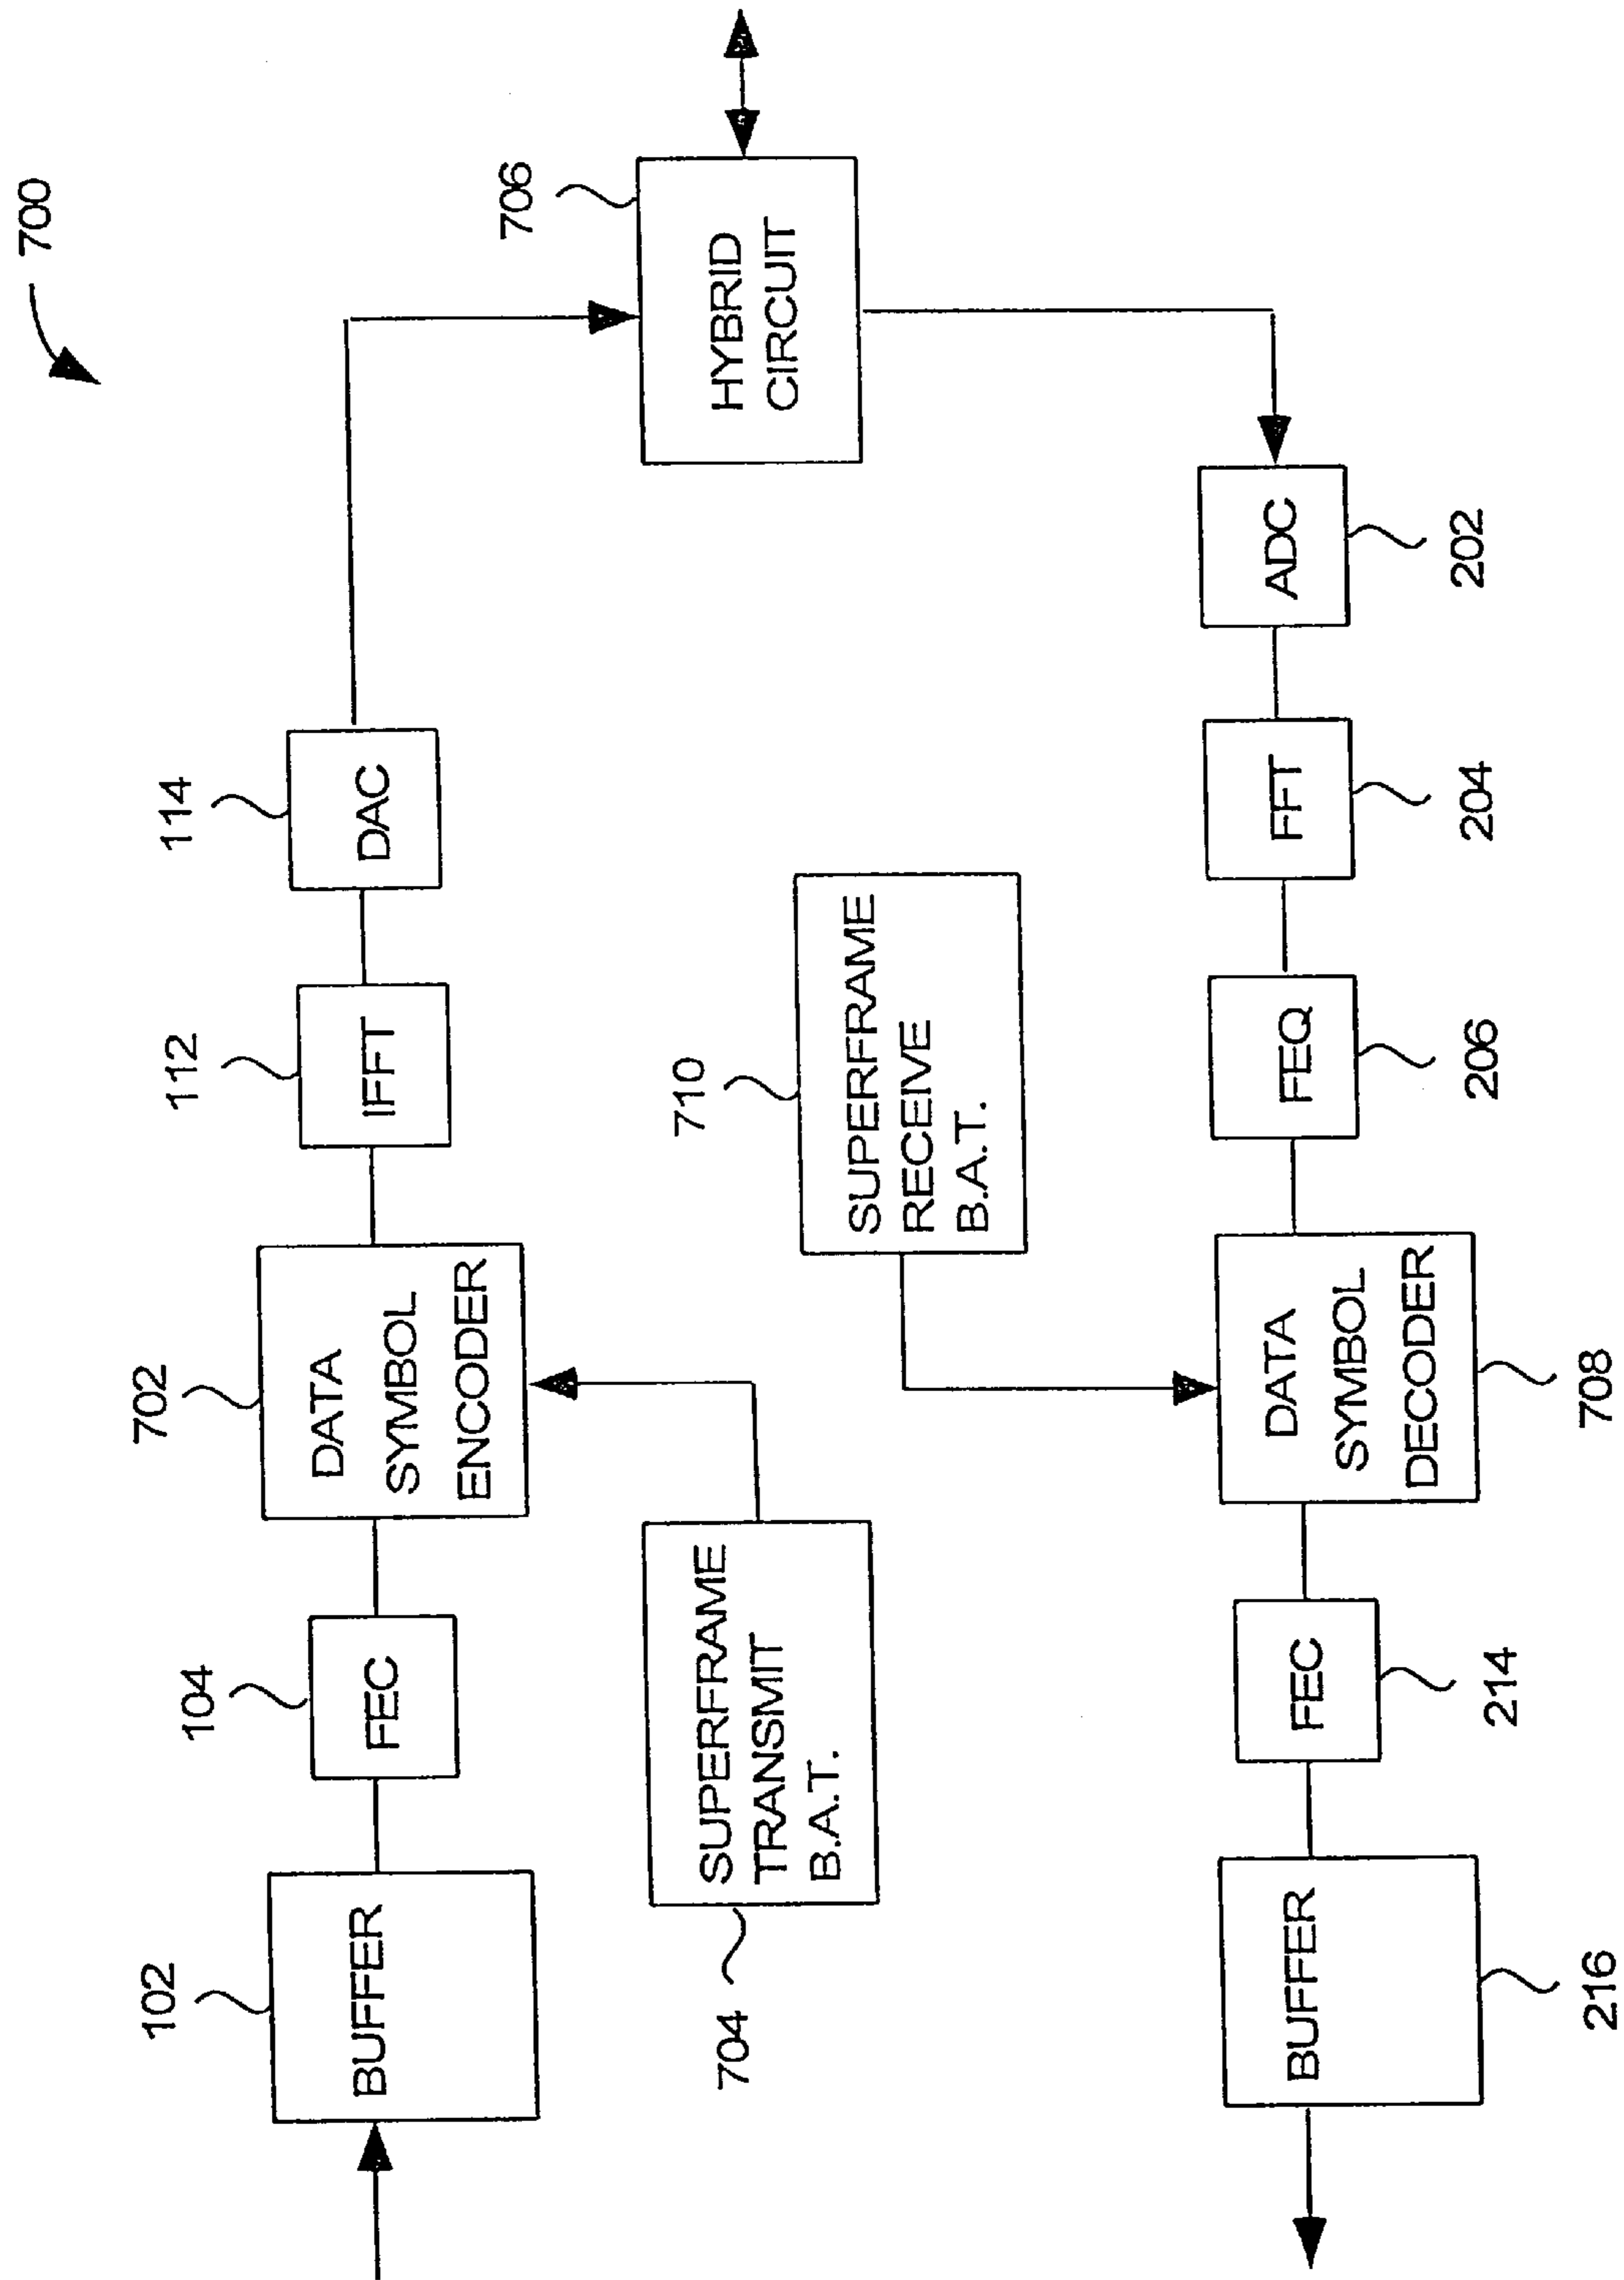 700
102
BUFFER
104
FEC
702
DATA
SYMBOL
ENCODER
112
IFFT
114
DAC
706
HYBRID
CIRCUIT
704
SUPERFRAME
TRANSMIT
B.A.T.
710
SUPERFRAME
RECEIVE
B.A.T.
BUFFER
216
FEC
214
DATA
SYMBOL
DECODER
708
FEQ
206
FFT
204
ADC
202